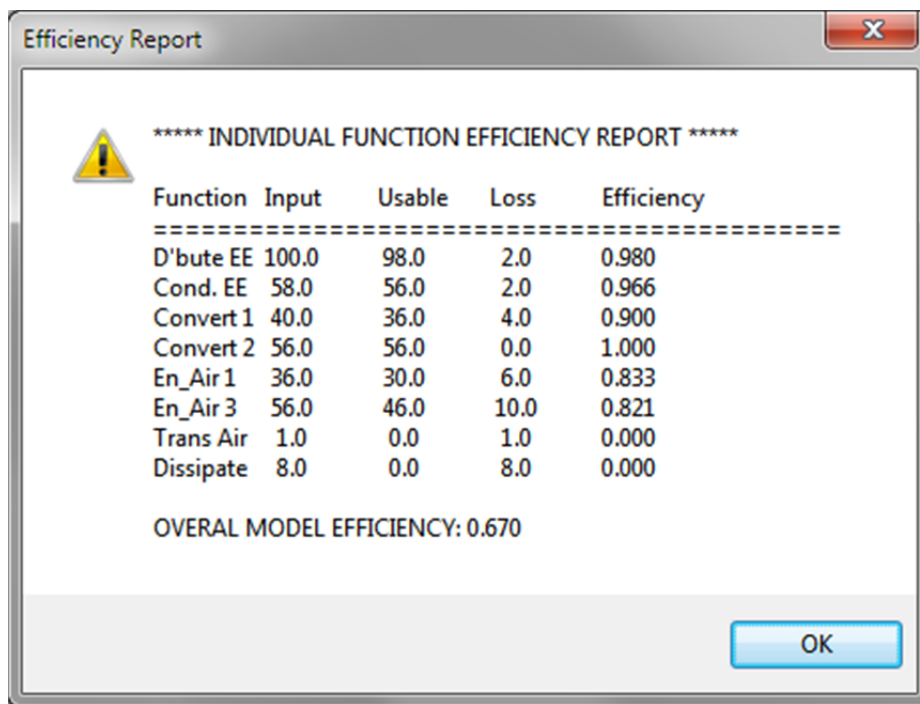 Efficiency Report
***** INDIVIDUAL FUNCTION EFFICIENCY REPORT *****
Function Input Usable Loss Efficiency
===========================================
D'bute EE 100.0 98.0 2.0 0.980
Cond. EE 58.0 56.0 2.0 0.966
Convert 1 40.0 36.0 4.0 0.900
Convert 2 56.0 56.0 0.0 1.000
En_Air 1 36.0 30.0 6.0 0.833
En_Air 3 56.0 46.0 10.0 0.821
Trans Air 1.0 0.0 1.0 0.000
Dissipate 8.0 0.0 8.0 0.000
OVERAL MODEL EFFICIENCY: 0.670
OK